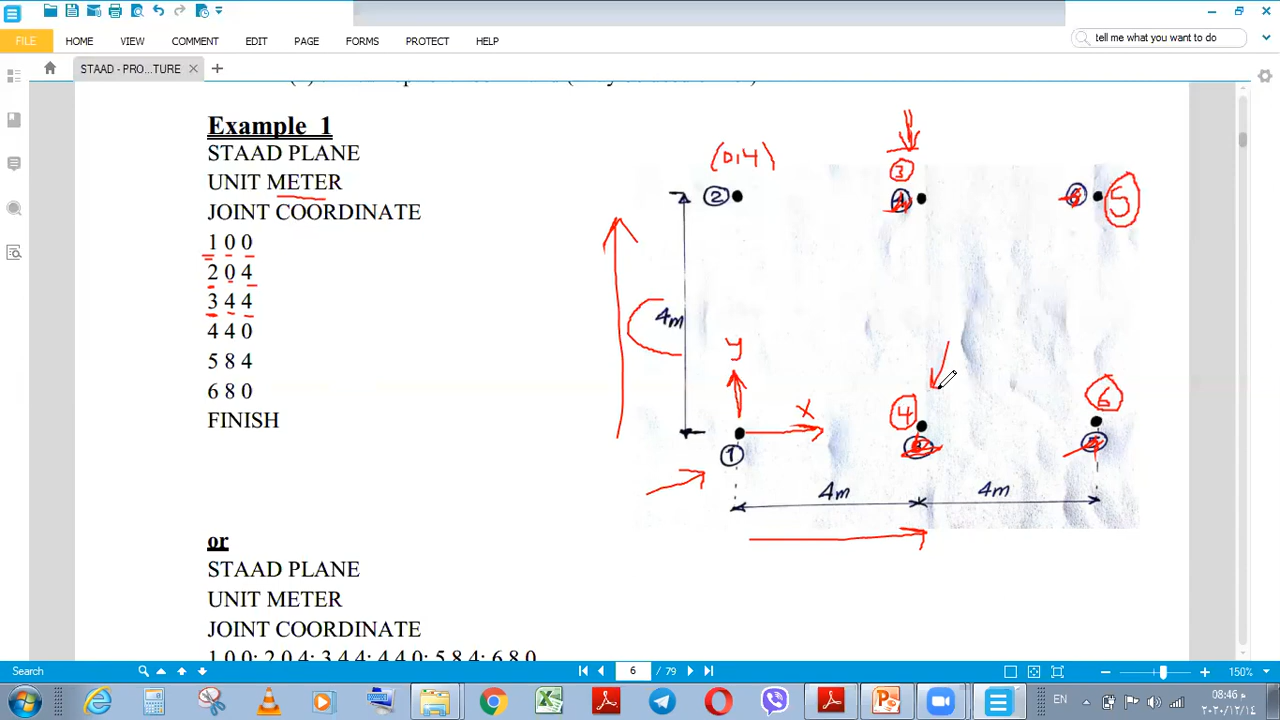 FILE HOME VIEW COMMENT EDIT PAGE FORMS PROTECT HELP
tell me what you want to do
STAAD - PRO...TURE
Example 1
STAAD PLANE
UNIT METER
JOINT COORDINATE
1 0 0
2 0 4
3 4 4
4 4 0
5 8 4
6 8 0
FINISH
(0,4)
3
2
5
4m
y
x
4
6
1
4m
4m
or
STAAD PLANE
UNIT METER
JOINT COORDINATE
1 0 0; 2 0 4; 3 4 4; 4 4 0; 5 8 4; 6 8 0
Search
6 / 79
150%
EN
08:46 م
٢٠٢٠/١٢/١٤